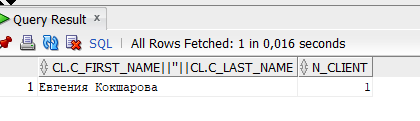 Query Result x
SQL | All Rows Fetched: 1 in 0,016 seconds
CL.C_FIRST_NAME||''||CL.C_LAST_NAME N_CLIENT
1 Евгения Кокшарова 1